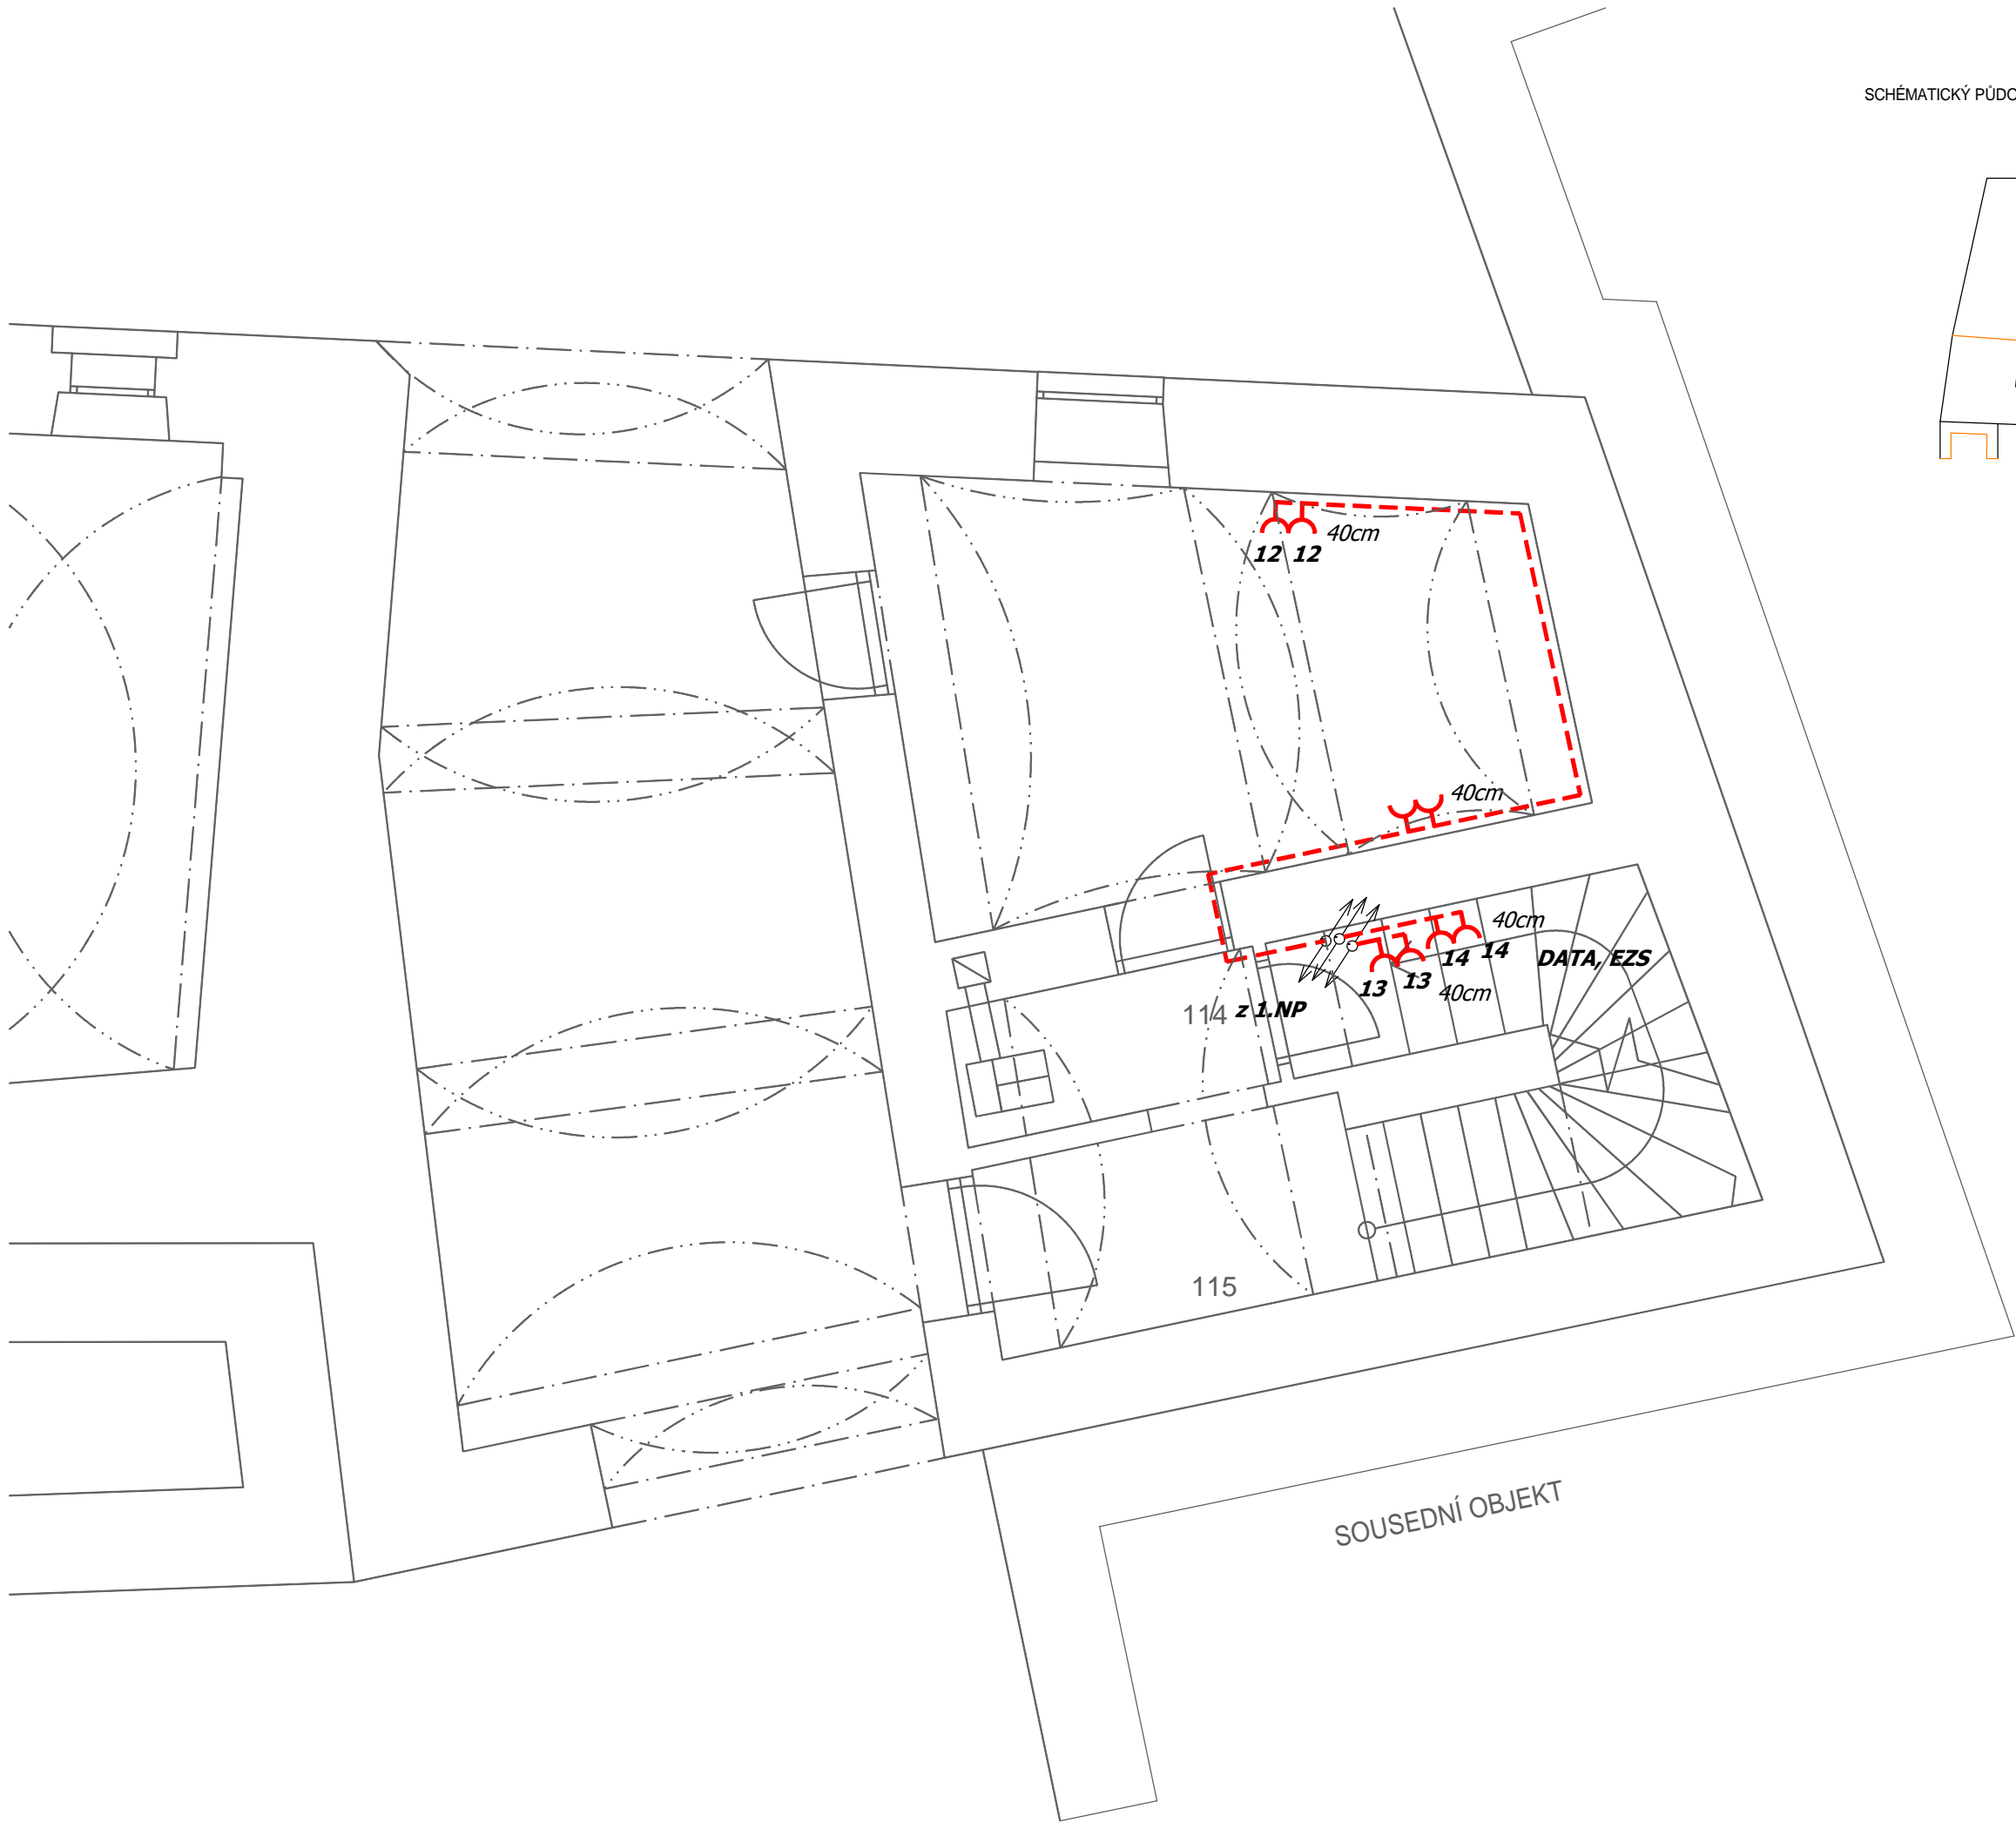 SCHÉMATICKÝ
40cm
12 12
40cm
40cm
14 14
DATA, EZS
13 13
40cm
114 z 1.NP
115
SOUSEDNÍ OBJEKT